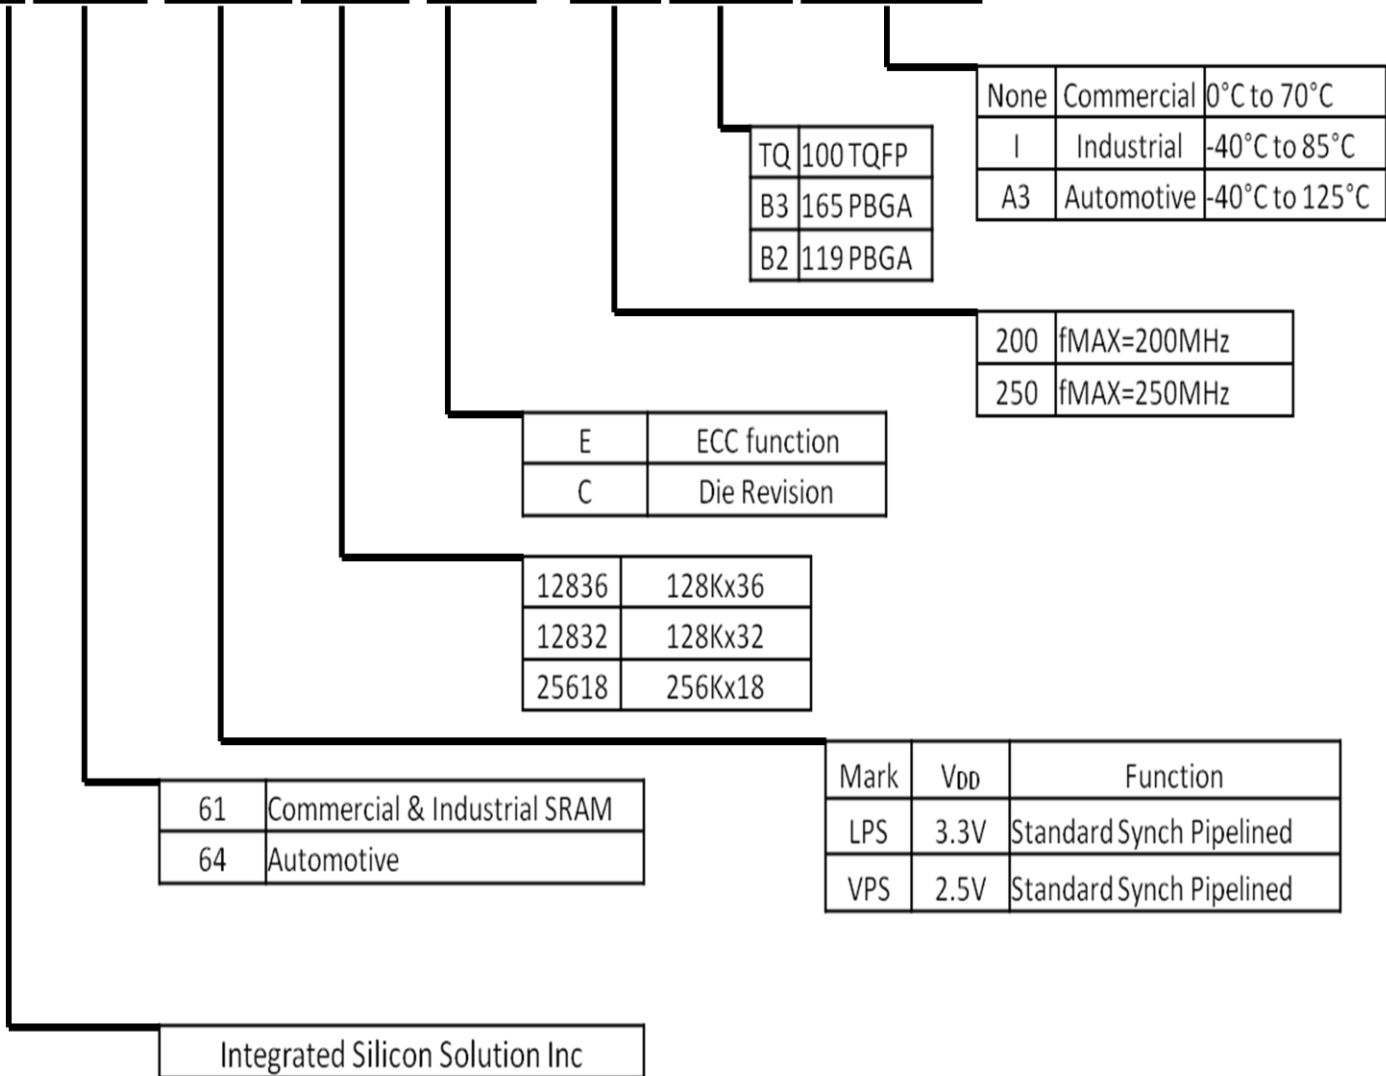 None Commercial 0°C to 70°C
I Industrial -40°C to 85°C
A3 Automotive -40°C to 125°C
TQ 100 TQFP
B3 165 PBGA
B2 119 PBGA
200 fMAX=200MHz
250 fMAX=250MHz
E ECC function
C Die Revision
12836 128Kx36
12832 128Kx32
25618 256Kx18
Mark VDD Function
LPS 3.3V Standard Synch Pipelined
VPS 2.5V Standard Synch Pipelined
61 Commercial & Industrial SRAM
64 Automotive
Integrated Silicon Solution Inc